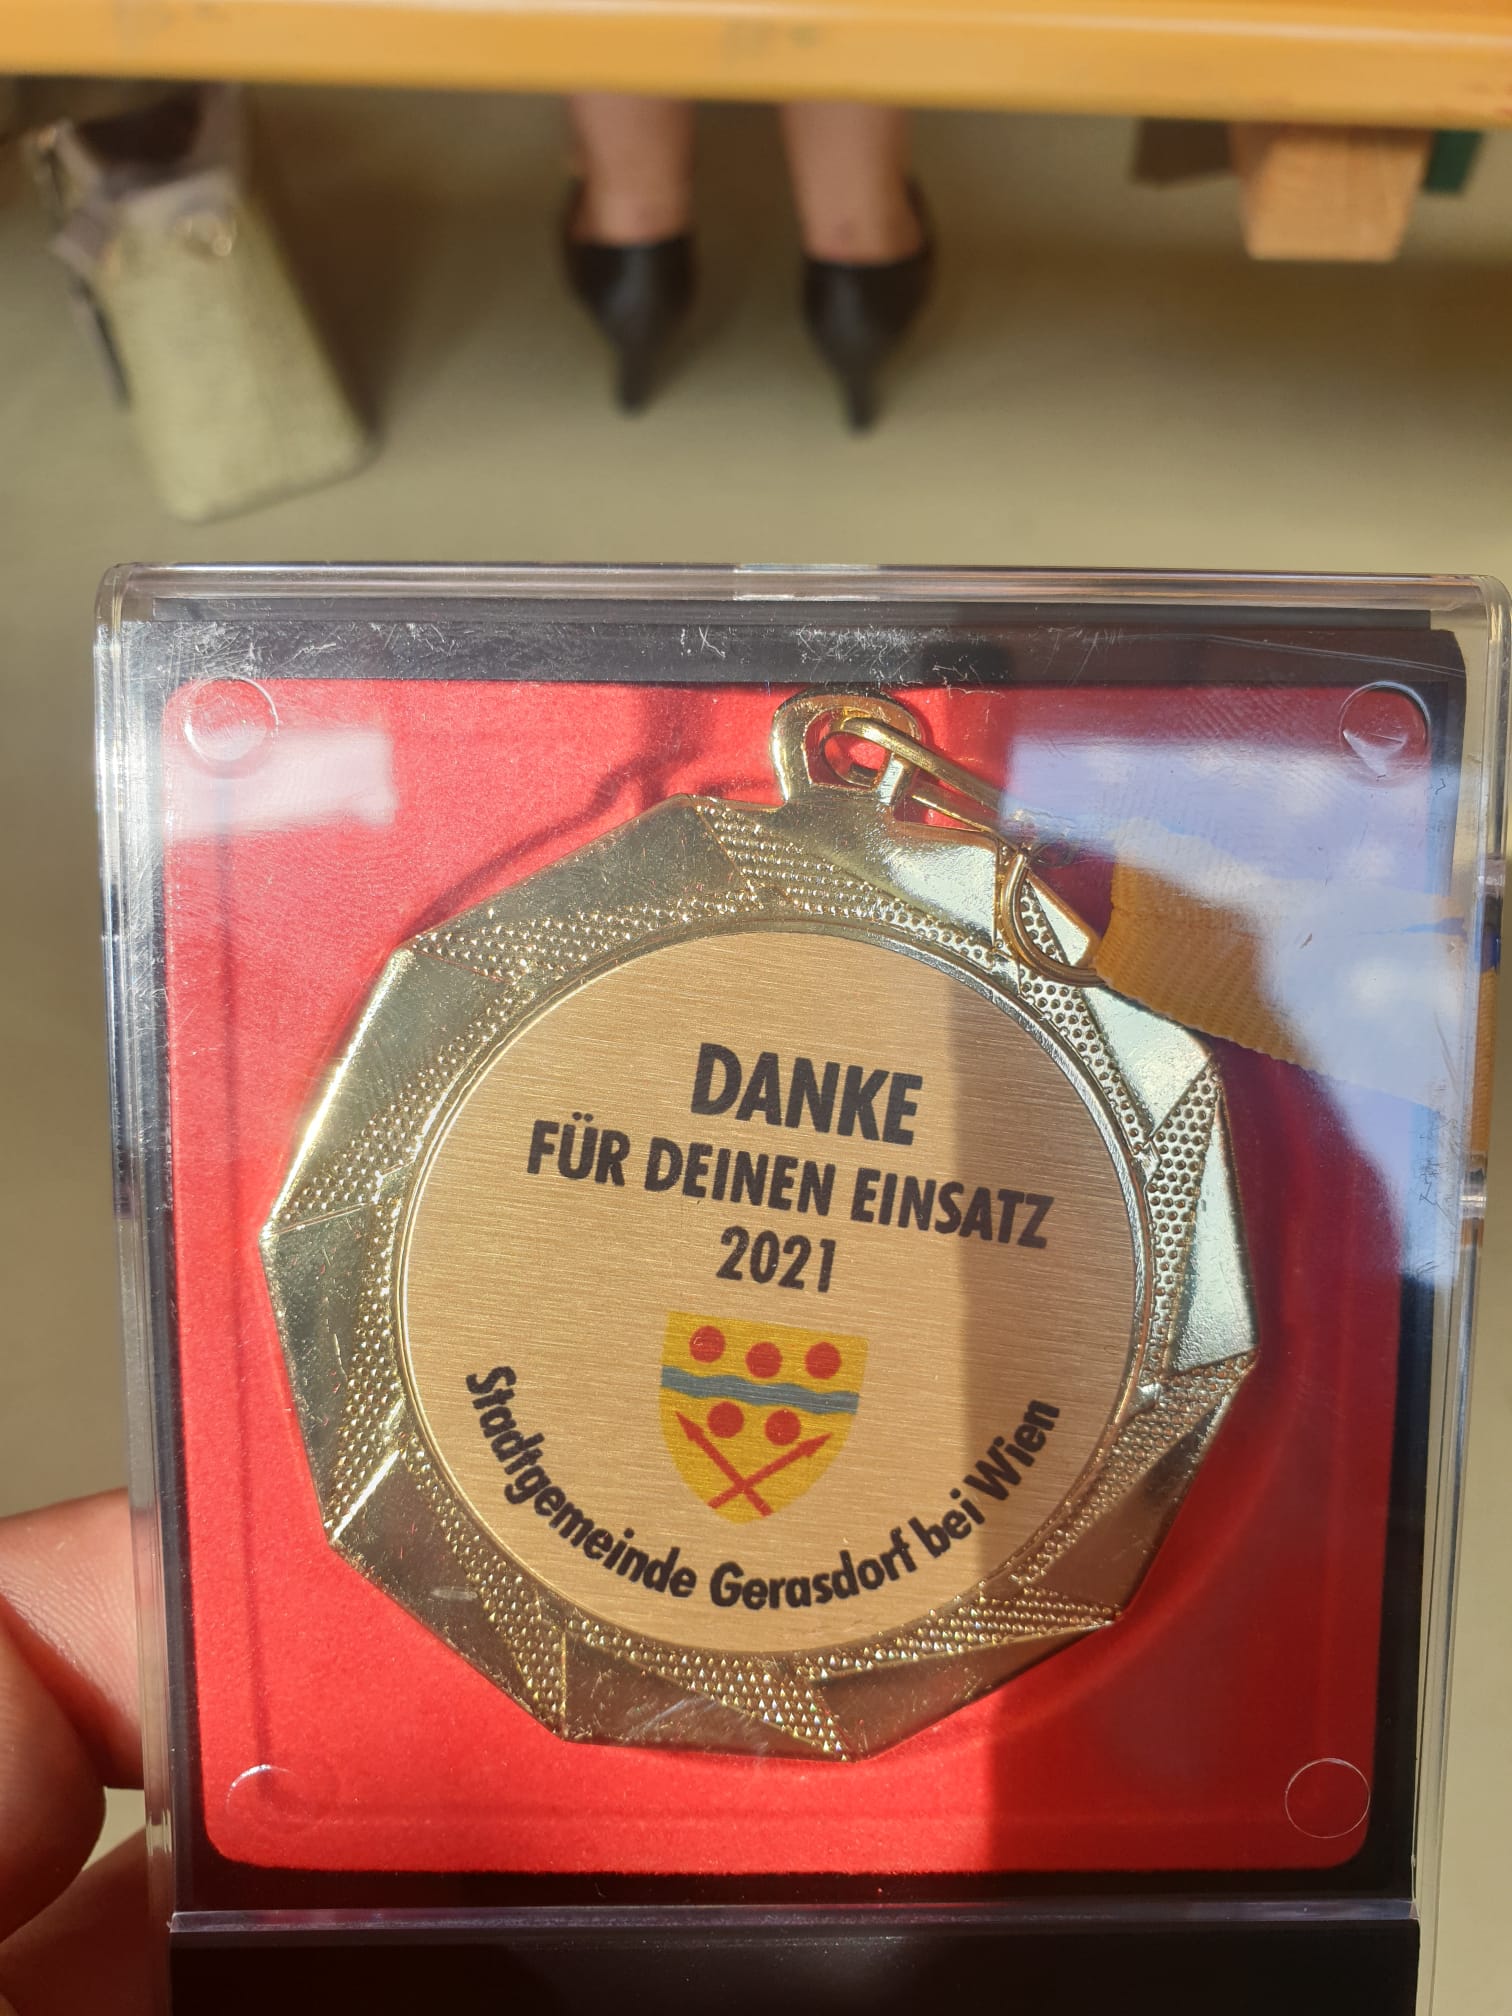 DANKE
FÜR DEINEN EINSATZ
2021
Stadtgemeinde Gerasdorf bei Wien